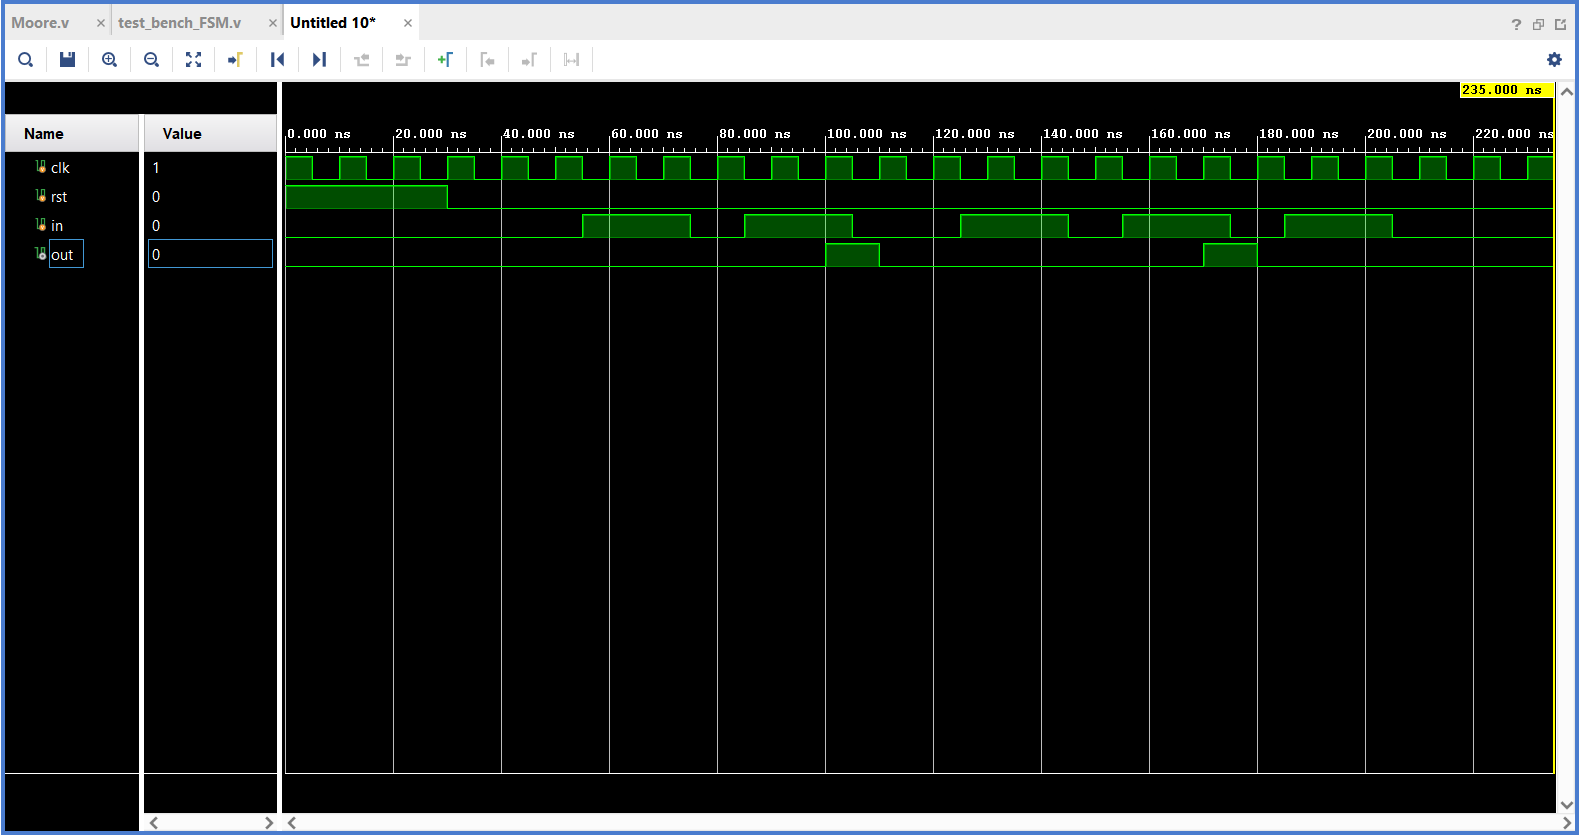 Moore.v × test_bench_FSM.v × Untitled 10* × ?
235.000 ns
Name Value 0.000 ns 20.000 ns 40.000 ns 60.000 ns 80.000 ns 100.000 ns 120.000 ns 140.000 ns 160.000 ns 180.000 ns 200.000 ns 220.000 ns
clk 1
rst 0
in 0
out 0